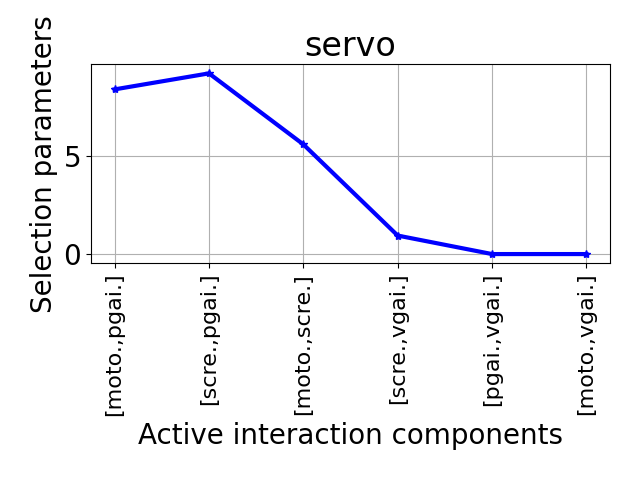 servo
Selection parameters
5
0
[moto.,pgai.]
[scre.,pgai.]
[moto.,scre.]
[scre.,vgai.]
[pgai.,vgai.]
[moto.,vgai.]
Active interaction components